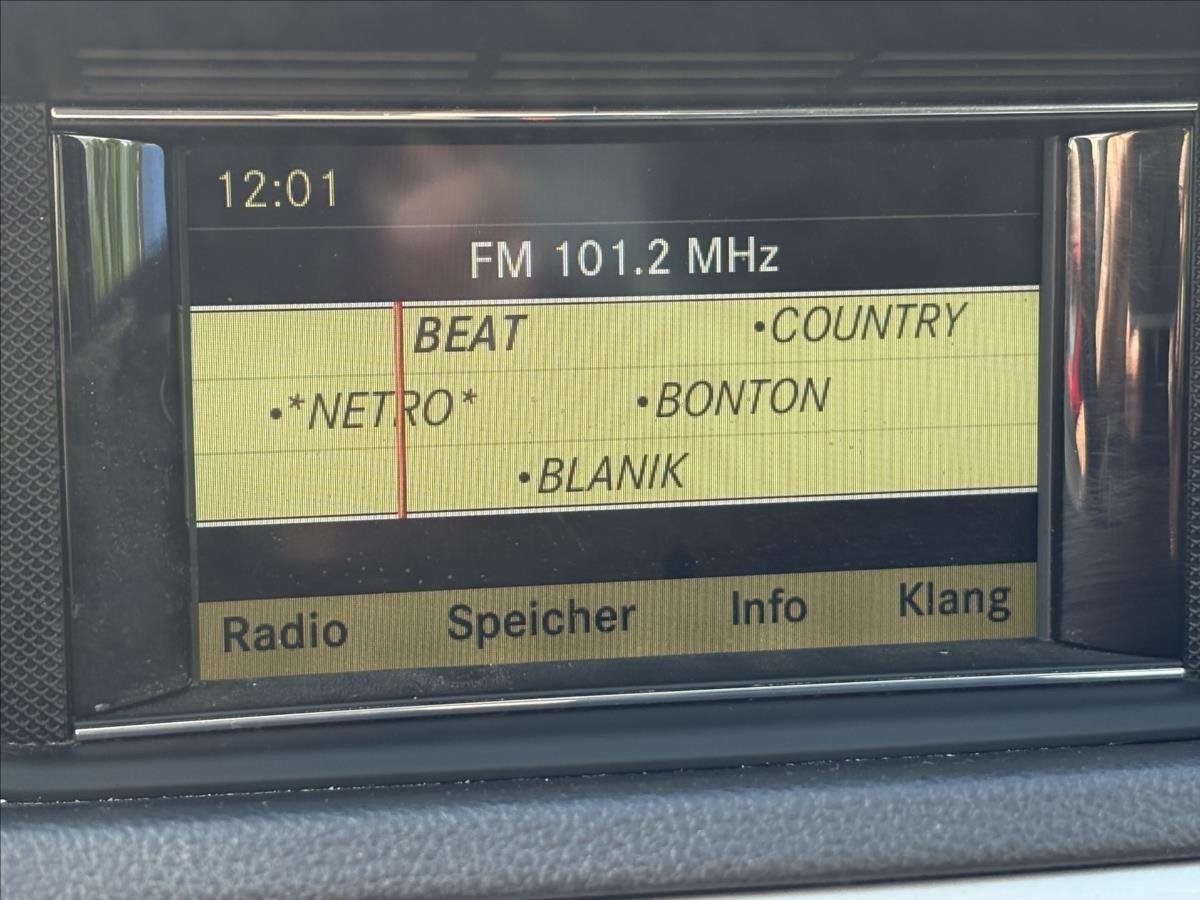 12:01
FM 101.2 MHz
BEAT •COUNTRY
•*NETRO* •BONTON
•BLANIK
Radio Speicher Info Klang